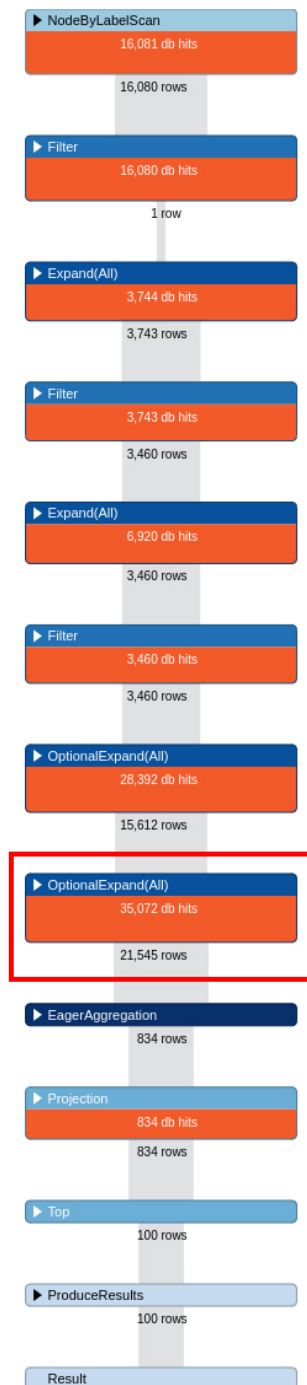 NodeByLabelScan
16,081 db hits
16,080 rows
Filter
16,080 db hits
1 row
Expand(All)
3,744 db hits
3,743 rows
Filter
3,743 db hits
3,460 rows
Expand(All)
6,920 db hits
3,460 rows
Filter
3,460 db hits
3,460 rows
OptionalExpand(All)
28,392 db hits
15,612 rows
OptionalExpand(All)
35,072 db hits
21,545 rows
EagerAggregation
834 rows
Projection
834 db hits
834 rows
Top
100 rows
ProduceResults
100 rows
Result